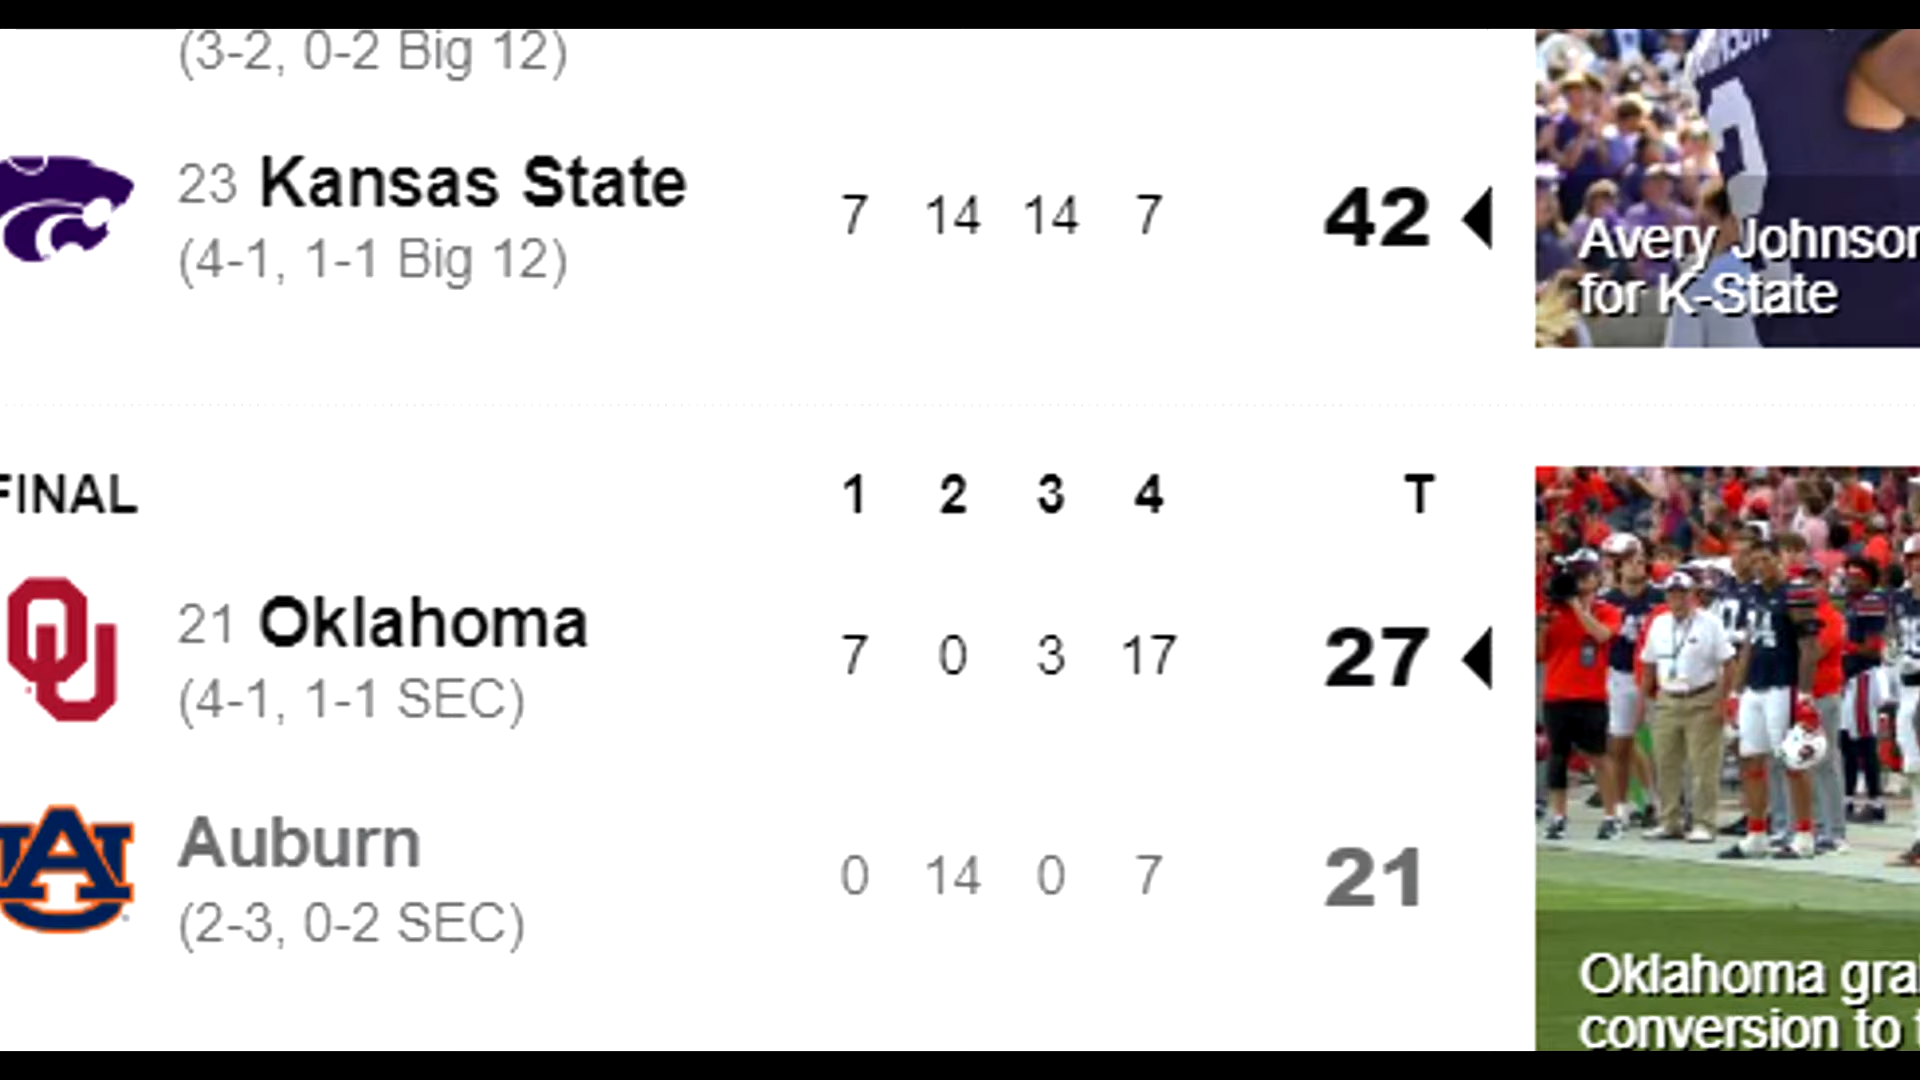 (3-2, 0-2 Big 12)
23 Kansas State 7 14 14 7 42
(4-1, 1-1 Big 12)
Avery Johnson
for K-State
FINAL 1 2 3 4 T
21 Oklahoma 7 0 3 17 27
(4-1, 1-1 SEC)
Auburn 0 14 0 7 21
(2-3, 0-2 SEC)
Oklahoma gra
conversion to t